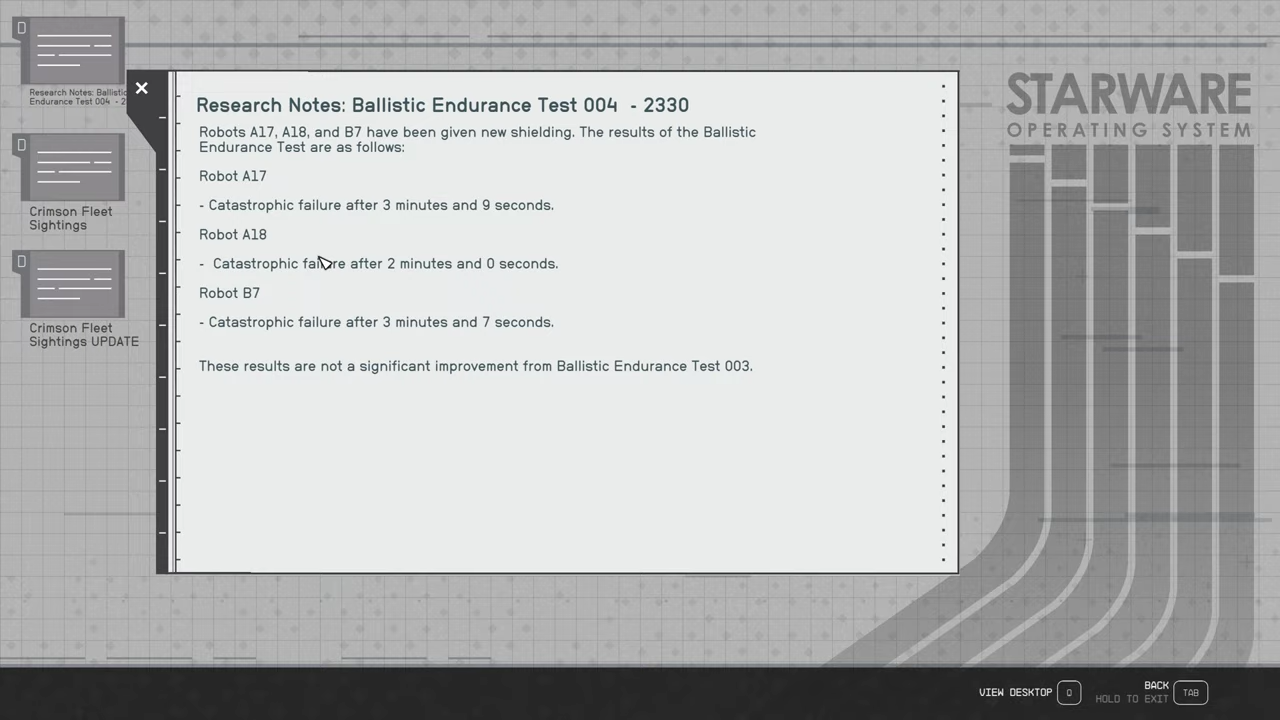 Research Notes: Ballistic
Endurance Test 004 - 2
Crimson Fleet
Sightings
Crimson Fleet
Sightings UPDATE
Research Notes: Ballistic Endurance Test 004 - 2330
Robots A17, A18, and B7 have been given new shielding. The results of the Ballistic
Endurance Test are as follows:
Robot A17
- Catastrophic failure after 3 minutes and 9 seconds.
Robot A18
- Catastrophic failure after 2 minutes and 0 seconds.
Robot B7
- Catastrophic failure after 3 minutes and 7 seconds.
These results are not a significant improvement from Ballistic Endurance Test 003.
STARWARE
OPERATING SYSTEM
VIEW DESKTOP Q
BACK
HOLD TO EXIT TAB